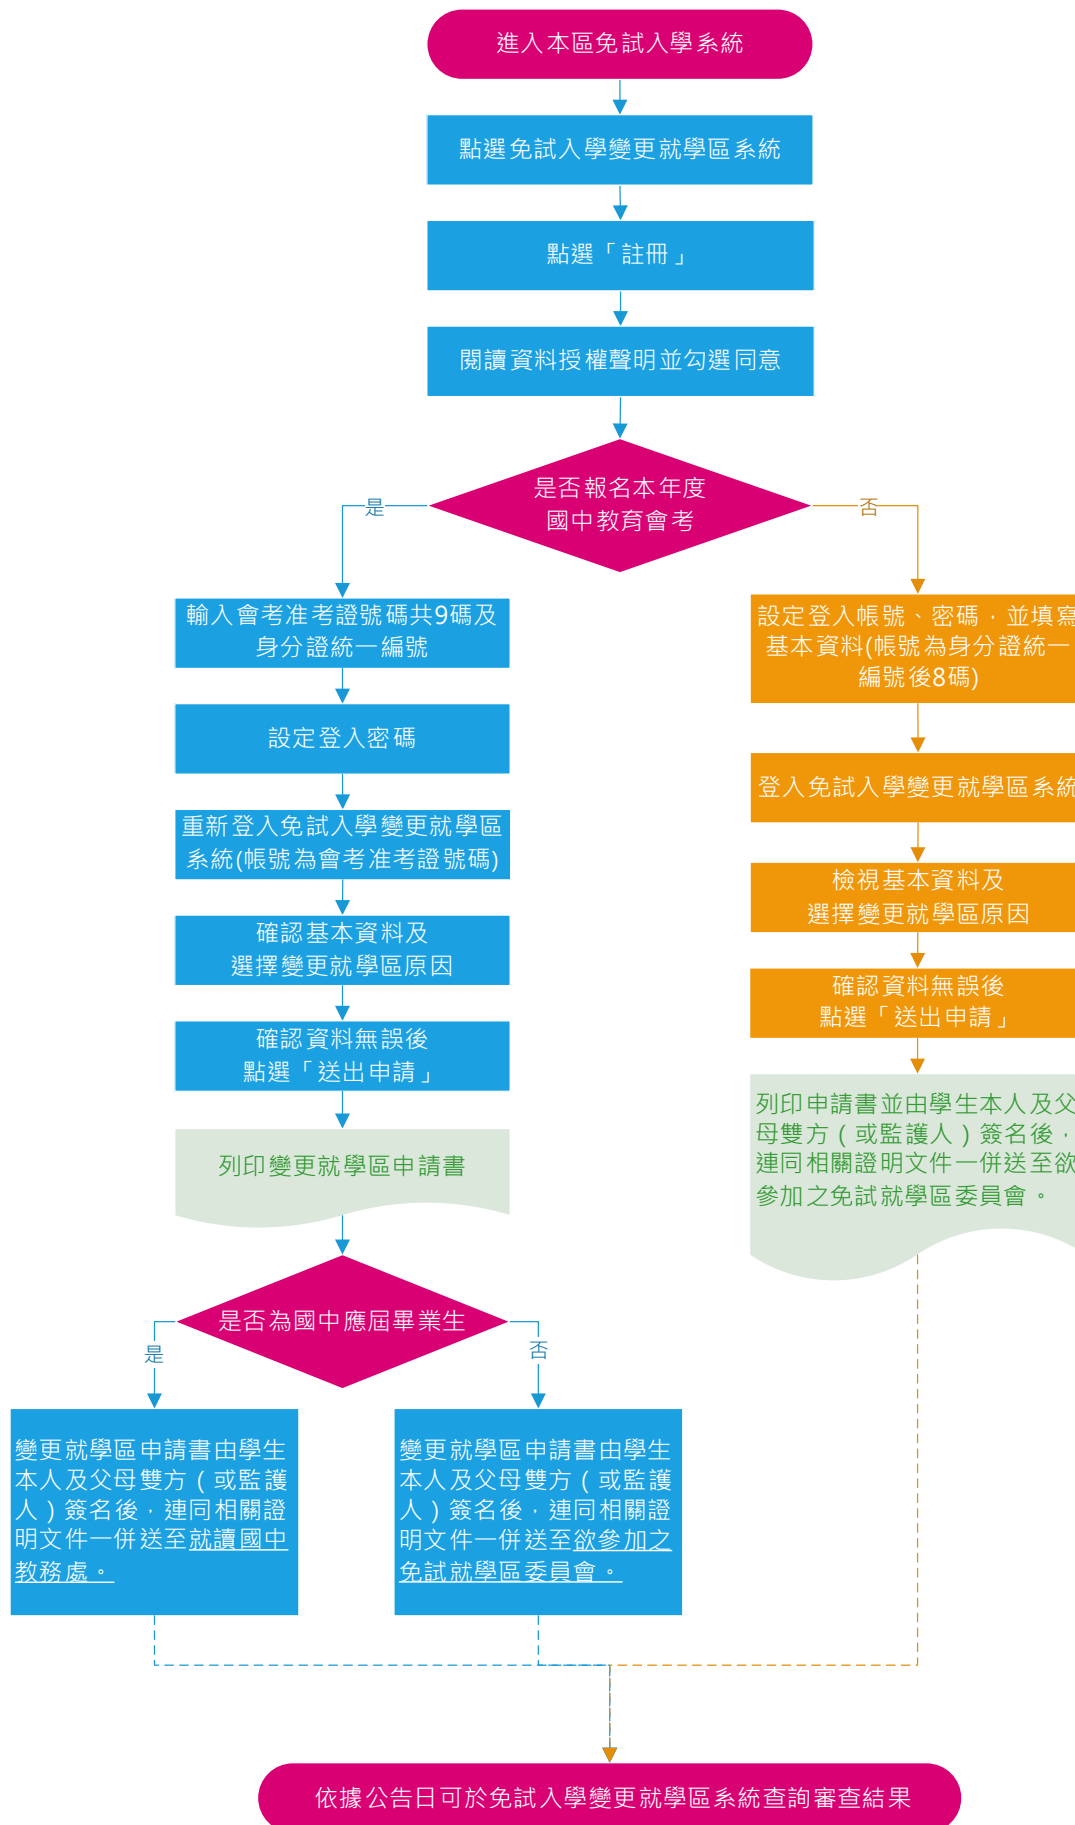 進入本區免試入學系統
點選免試入學變更就學區系統
點選「註冊」
閱讀資料授權聲明並勾選同意
是否報名本年度
國中教育會考
是
否
輸入會考准考證號碼共9碼及
身分證統一編號
設定登入密碼
重新登入免試入學變更就學區
系統(帳號為會考准考證號碼)
確認基本資料及
選擇變更就學區原因
確認資料無誤後
點選「送出申請」
列印變更就學區申請書
是否為國中應屆畢業生
是
否
變更就學區申請書由學生
本人及父母雙方（或監護
人）簽名後，連同相關證
明文件一併送至就讀國中
教務處。
變更就學區申請書由學生
本人及父母雙方（或監護
人）簽名後，連同相關證
明文件一併送至欲參加之
免試就學區委員會。
設定登入帳號、密碼，並填寫
基本資料(帳號為身分證統一
編號後8碼)
登入免試入學變更就學區系統
檢視基本資料及
選擇變更就學區原因
確認資料無誤後
點選「送出申請」
列印申請書並由學生本人及父
母雙方（或監護人）簽名後，
連同相關證明文件一併送至欲
參加之免試就學區委員會。
依據公告日可於免試入學變更就學區系統查詢審查結果